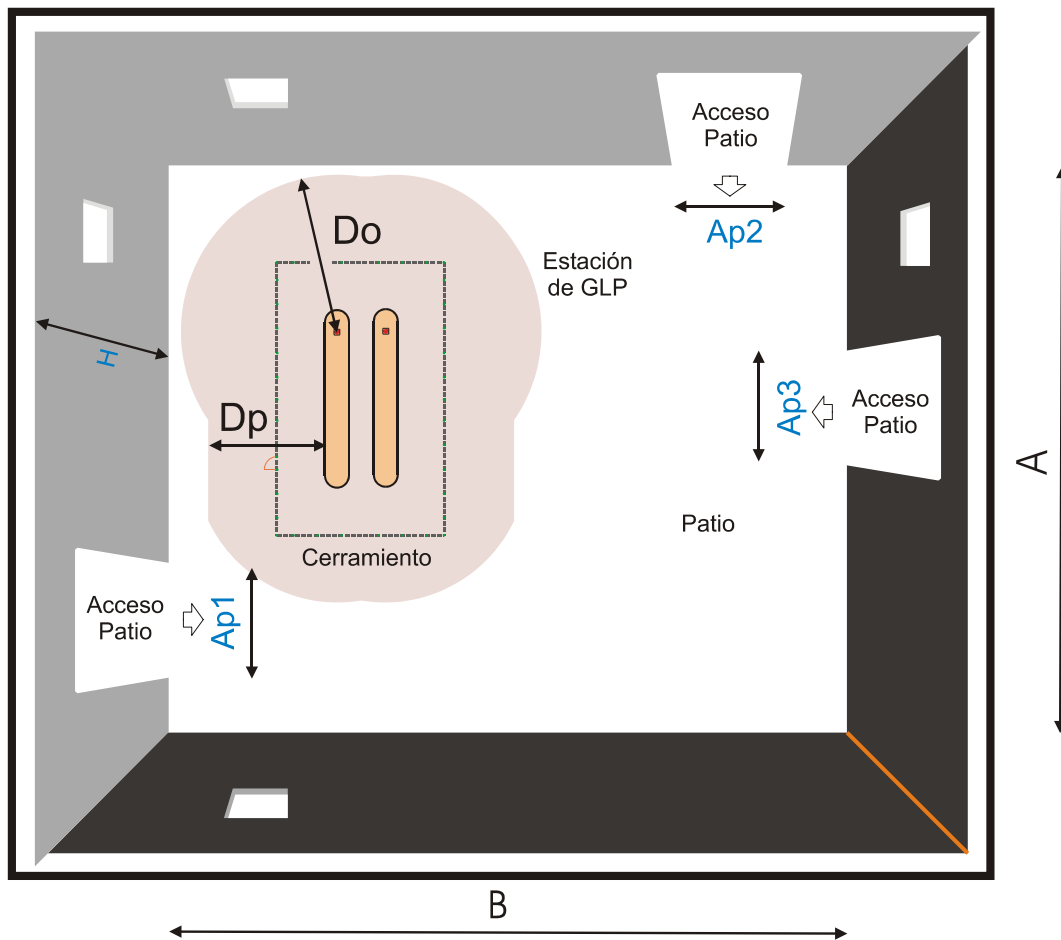 Acceso
Patio
Ap2
Do
Estación
de GLP
H
Ap3
Acceso
Patio
Dp
A
Patio
Cerramiento
Acceso
Patio
Ap1
B